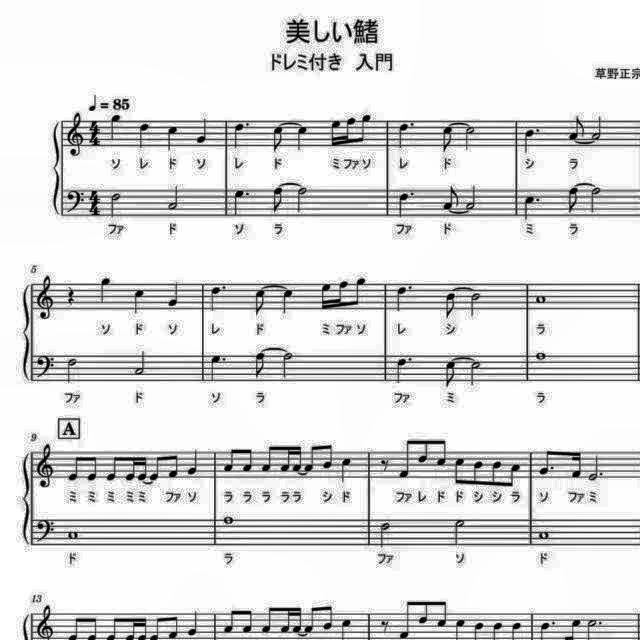 美しい鰭
ドレミ付き 入門
草野正宗
♩ = 85
ソ レ ド ソ レ ド ミファソ レ ド シ ラ
ファ ド ソ ラ ファ ド ミ ラ
5
ソ ド ソ レ ド ミファソ レ シ ラ
ファ ド ソ ラ ファ ミ ラ
A
9
ミ ミ ミ ミミ ファソ ラ ラ ラ ララ シ ド ファ レ ド ド シ シ ラ ソ ファミ
ド ラ ファ ソ ド
13